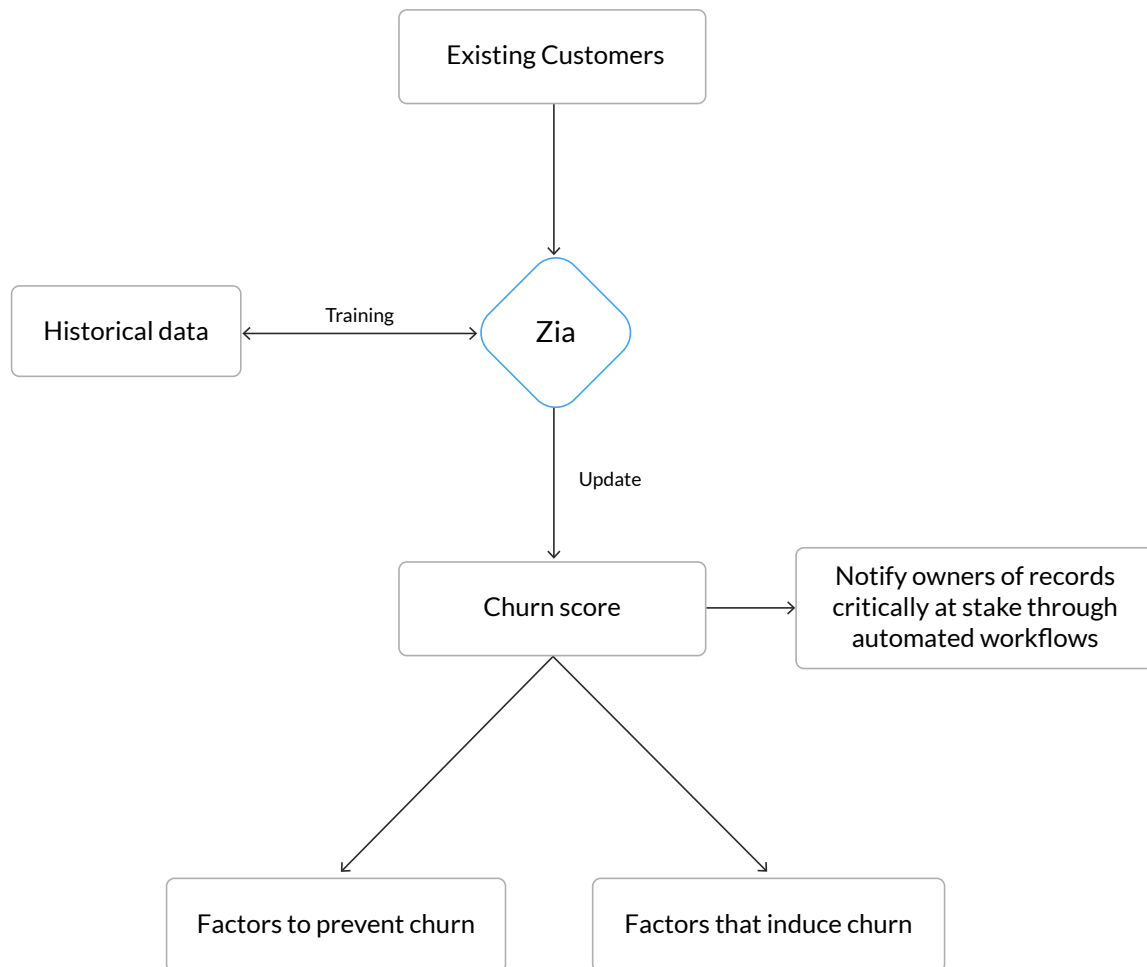 Existing Customers
Historical data
Training
Zia
Update
Churn score
Notify owners of records
critically at stake through
automated workflows
Factors to prevent churn
Factors that induce churn